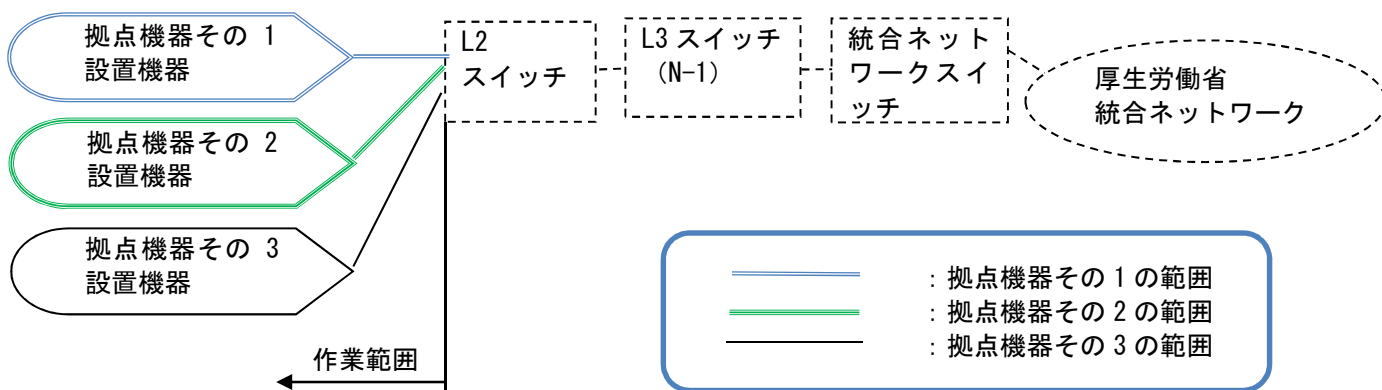 拠点機器その 1
設置機器
L2
スイッチ
L3 スイッチ
（N-1）
統合ネット
ワークスイ
ッチ
厚生労働省
統合ネットワーク
拠点機器その 2
設置機器
拠点機器その 3
設置機器
：拠点機器その 1 の範囲
：拠点機器その 2 の範囲
：拠点機器その 3 の範囲
作業範囲